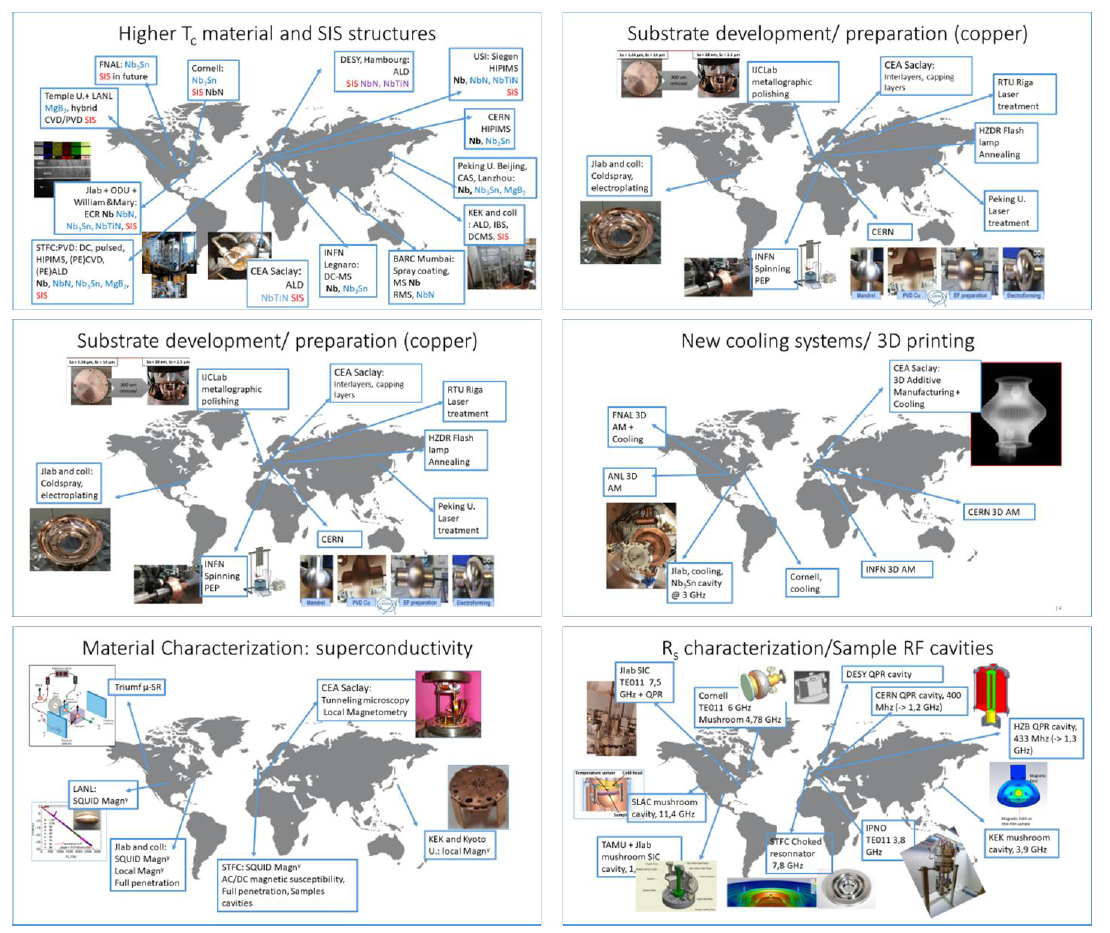 Higher Tc material and SIS structures
FNAL: Nb3Sn
SIS in future
Cornell:
Nb3Sn
SIS NbN
DESY, Hambourg:
ALD
SIS NbN, NbTiN
USI: Siegen
HIPIMS
Nb, NbN, NbTiN
SIS
Temple U.+ LANL
MgB2, hybrid
CVD/PVD SIS
CERN
HIPIMS
Nb, Nb3Sn
Peking U. Beijing,
CAS, Lanzhou:
Nb, Nb3Sn, MgB2
Jlab + ODU +
William&Mary:
ECR Nb NbN,
Nb3Sn, NbTiN, SIS
KEK and coll
: ALD, IBS,
DCMS, SIS
STFC:PVD: DC, pulsed,
HIPIMS, (PE)CVD,
(PE)ALD
Nb, NbN, Nb3Sn, MgB2,
SIS
CEA Saclay:
ALD
NbTiN SIS
INFN
Legnaro:
DC-MS
Nb, Nb3Sn
BARC Mumbai:
Spray coating,
MS Nb
RMS, NbN
Substrate development/ preparation (copper)
300 um
removed
IJCLab
metallographic
polishing
CEA Saclay:
Interlayers, capping
layers
RTU Riga
Laser
treatment
HZDR Flash
lamp
Annealing
Jlab and coll:
Coldspray,
electroplating
Peking U.
Laser
treatment
CERN
INFN
Spinning
PEP
Mandrel
PVD Cu
EF preparation
Electroforming
Substrate development/ preparation (copper)
300 um
removed
IJCLab
metallographic
polishing
CEA Saclay:
Interlayers, capping
layers
RTU Riga
Laser
treatment
HZDR Flash
lamp
Annealing
Jlab and coll:
Coldspray,
electroplating
Peking U.
Laser
treatment
CERN
INFN
Spinning
PEP
Mandrel
PVD Cu
EF preparation
Electroforming
New cooling systems/ 3D printing
CEA Saclay:
3D Additive
Manufacturing +
Cooling
FNAL 3D
AM +
Cooling
ANL 3D
AM
CERN 3D AM
Jlab, cooling,
Nb3Sn cavity
@ 3 GHz
Cornell,
cooling
INFN 3D AM
14
Material Characterization: superconductivity
Triumf µ-SR
CEA Saclay:
Tunneling microscopy
Local Magnetometry
LANL:
SQUID Magnʸ
Jlab and coll:
SQUID Magnʸ
Local Magnʸ
Full penetration
STFC: SQUID Magnʸ
AC/DC magnetic susceptibility,
Full penetration, Samples
cavities
KEK and Kyoto
U.: local Magnʸ
Rs characterization/Sample RF cavities
Jlab SIC
TE011 7,5
GHz + QPR
Cornell
TE011 6 GHz
Mushroom 4,78 GHz
DESY QPR cavity
CERN QPR cavity, 400
Mhz (-> 1,2 GHz)
HZB QPR cavity,
433 Mhz (-> 1,3
GHz)
Temperature sensor
Cold head
SLAC mushroom
cavity, 11,4 GHz
TAMU + Jlab
mushroom SIC
cavity, 1,
STFC Choked
resonnator
7,8 GHz
IPNO
TE011 3,8
GHz
KEK mushroom
cavity, 3,9 GHz